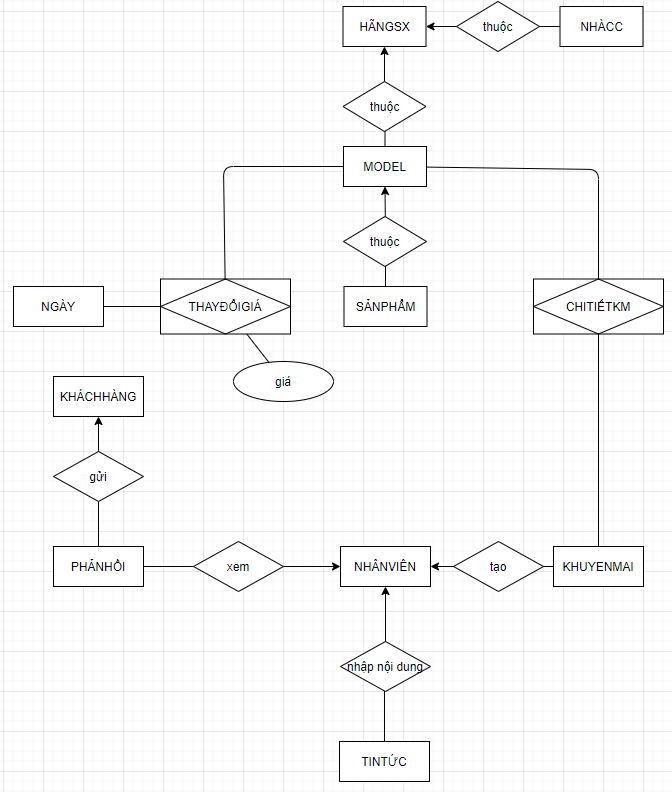 HÃNGSX
thuộc
NHÀCC
thuộc
MODEL
thuộc
NGÀY
THAYĐỔIGIÁ
SẢNPHẨM
CHITIẾTKM
giá
KHÁCHHÀNG
gửi
PHẢNHỒI
xem
NHÂNVIÊN
tạo
KHUYENMAI
nhập nội dung
TINTỨC